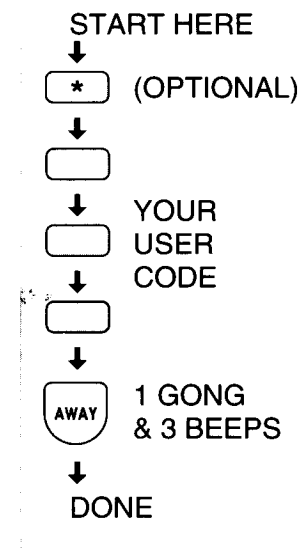 START HERE
* (OPTIONAL)
YOUR
USER
CODE
AWAY
1 GONG
& 3 BEEPS
DONE